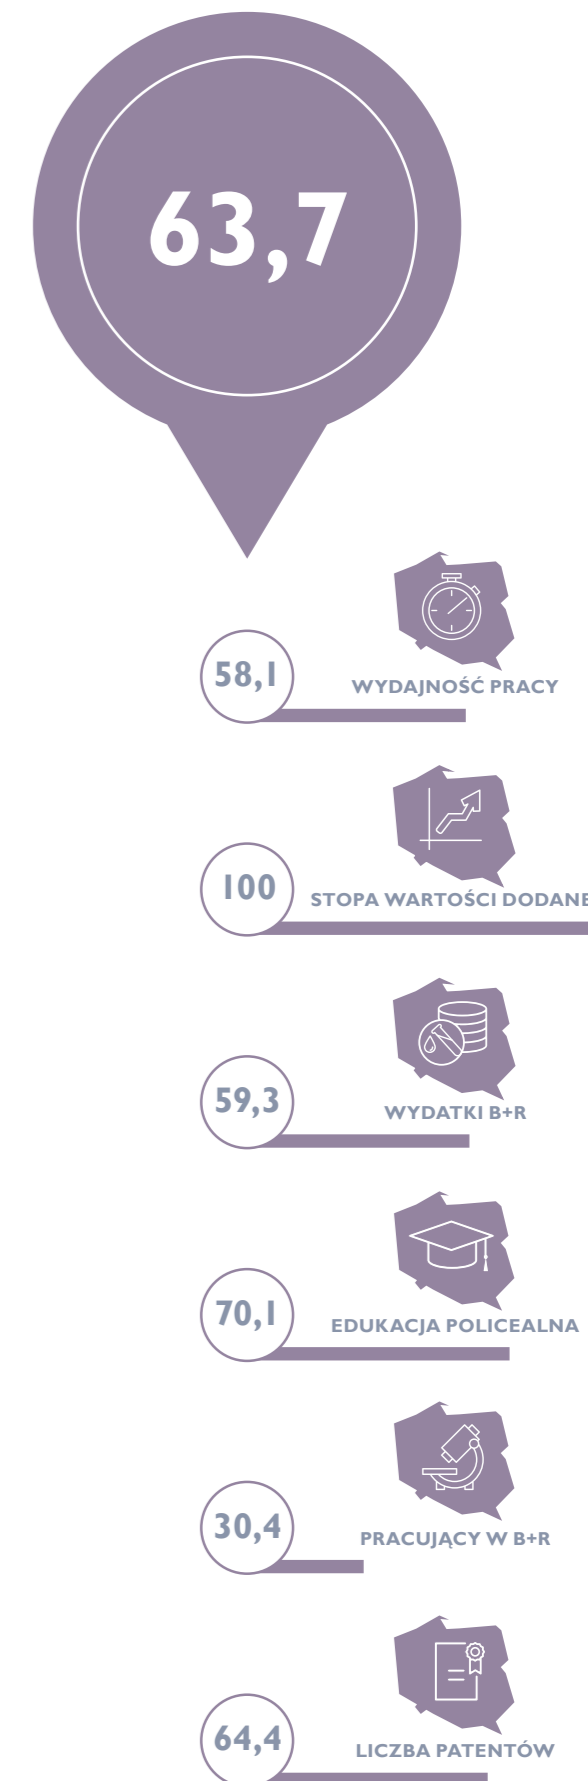 63,7
58,1
WYDAJNOŚĆ PRACY
100
STOPA WARTOŚCI DODANE
59,3
WYDATKI B+R
70,1
EDUKACJA POLICEALNA
30,4
PRACUJĄCY W B+R
64,4
LICZBA PATENTÓW